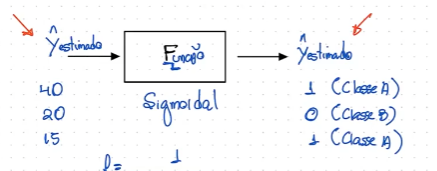 Ŷestimado → Função → Ŷestimado
40 1 (Classe A)
20 Sigmoidal 0 (Classe B)
15 1 (Classe A)
1